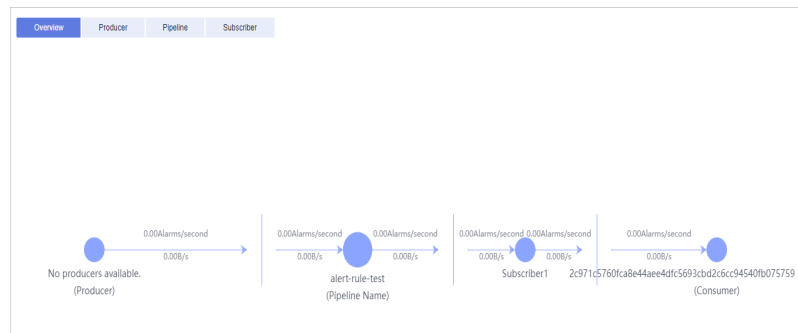 Overview Producer Pipeline Subscriber
0.00Alarms/second 0.00Alarms/second 0.00Alarms/second 0.00Alarms/second 0.00Alarms/second 0.00Alarms/second
0.00B/s 0.00B/s 0.00B/s 0.00B/s 0.00B/s 0.00B/s
No producers available. alert-rule-test Subscriber1 2c971c5760fca8e44aee4dfc5693cbd2c6cc94540fb075759
(Producer) (Pipeline Name) (Consumer)